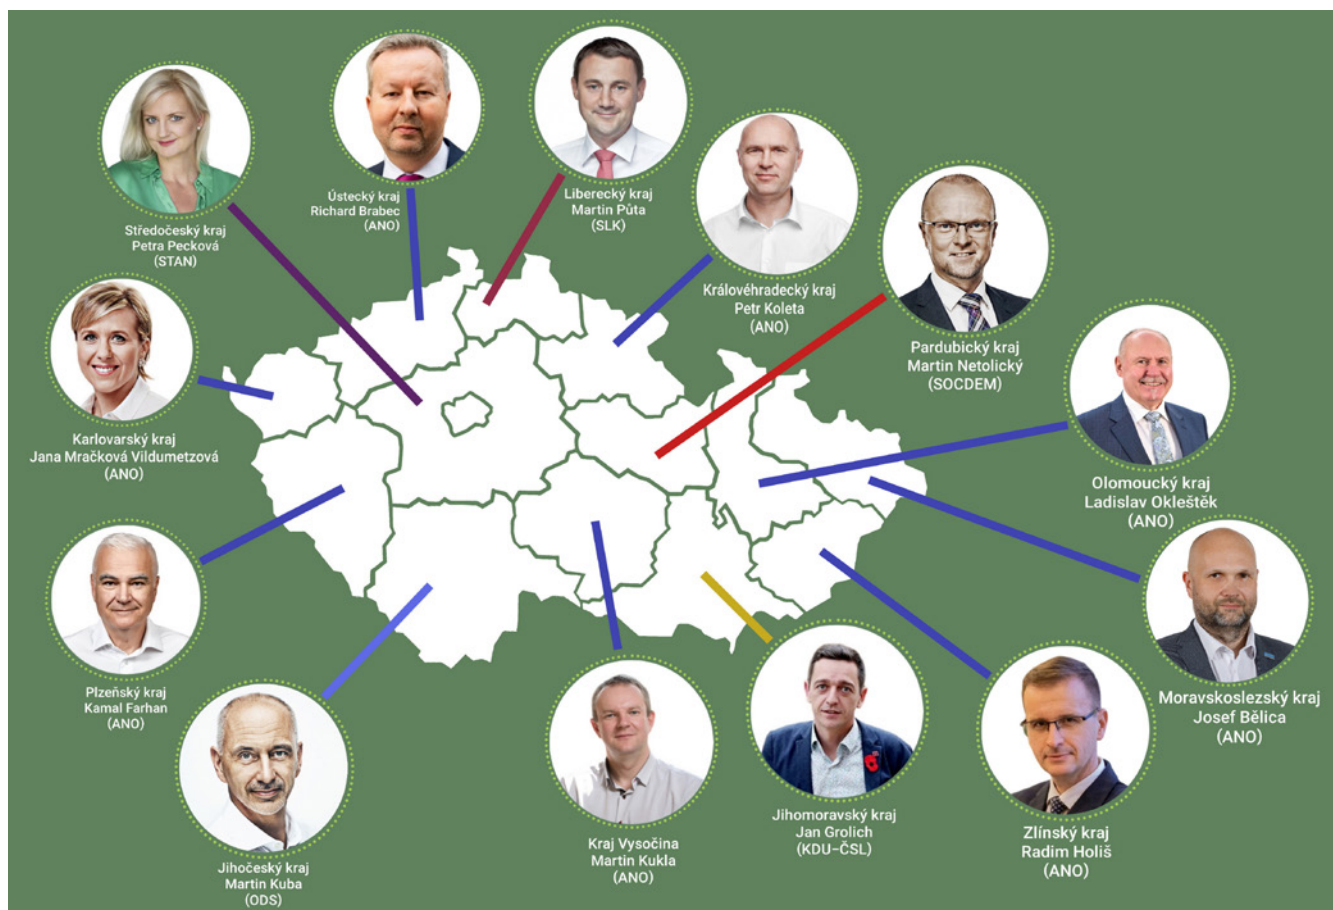 Ústecký kraj
Richard Brabec
(ANO)
Liberecký kraj
Martin Půta
(SLK)
Středočeský kraj
Petra Pecková
(STAN)
Královéhradecký kraj
Petr Koleta
(ANO)
Pardubický kraj
Martin Netolický
(SOCDEM)
Karlovarský kraj
Jana Mračková Vildumetzová
(ANO)
Olomoucký kraj
Ladislav Okleštěk
(ANO)
Plzeňský kraj
Kamal Farhan
(ANO)
Moravskoslezský kraj
Josef Bělica
(ANO)
Jihočeský kraj
Martin Kuba
(ODS)
Kraj Vysočina
Martin Kukla
(ANO)
Jihomoravský kraj
Jan Grolich
(KDU–ČSL)
Zlínský kraj
Radim Holiš
(ANO)